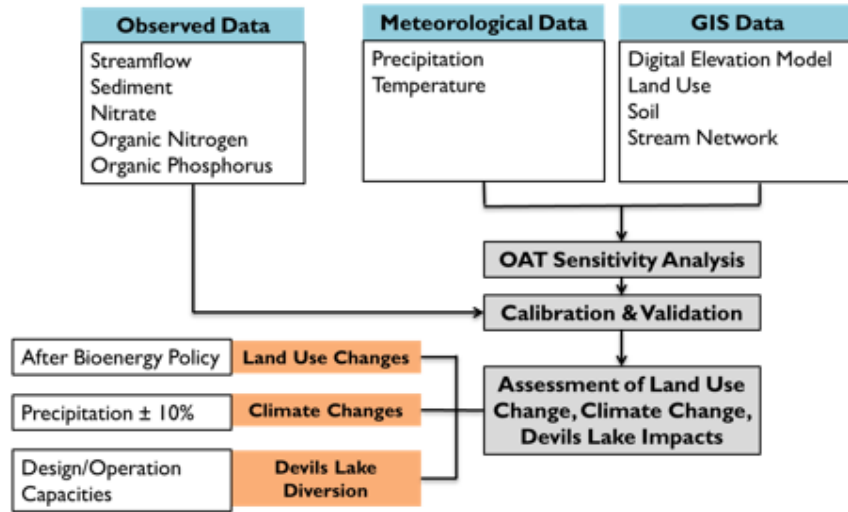 Observed Data
Streamflow
Sediment
Nitrate
Organic Nitrogen
Organic Phosphorus
Meteorological Data
Precipitation
Temperature
GIS Data
Digital Elevation Model
Land Use
Soil
Stream Network
OAT Sensitivity Analysis
Calibration & Validation
Assessment of Land Use
Change, Climate Change,
Devils Lake Impacts
After Bioenergy Policy
Land Use Changes
Precipitation ± 10%
Climate Changes
Design/Operation
Capacities
Devils Lake
Diversion